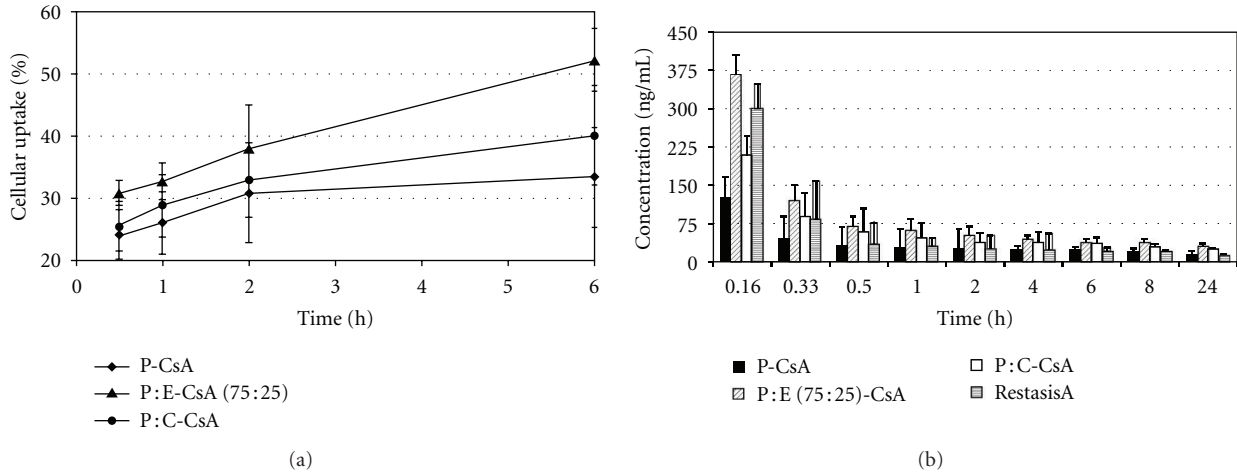 60
50
40
30
20
Cellular uptake (%)
0 1 2 3 4 5 6
Time (h)
P-CsA
P:E-CsA (75:25)
P:C-CsA
(a)
450
375
300
225
150
75
0
Concentration (ng/mL)
0.16 0.33 0.5 1 2 4 6 8 24
Time (h)
P-CsA
P:E (75:25)-CsA
P:C-CsA
RestasisA
(b)